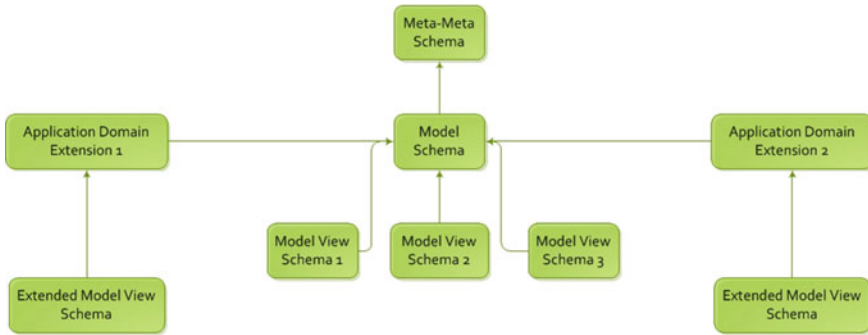 Meta-Meta
Schema
Application Domain
Extension 1
Model
Schema
Application Domain
Extension 2
Model View
Schema 1
Model View
Schema 2
Model View
Schema 3
Extended Model View
Schema
Extended Model View
Schema